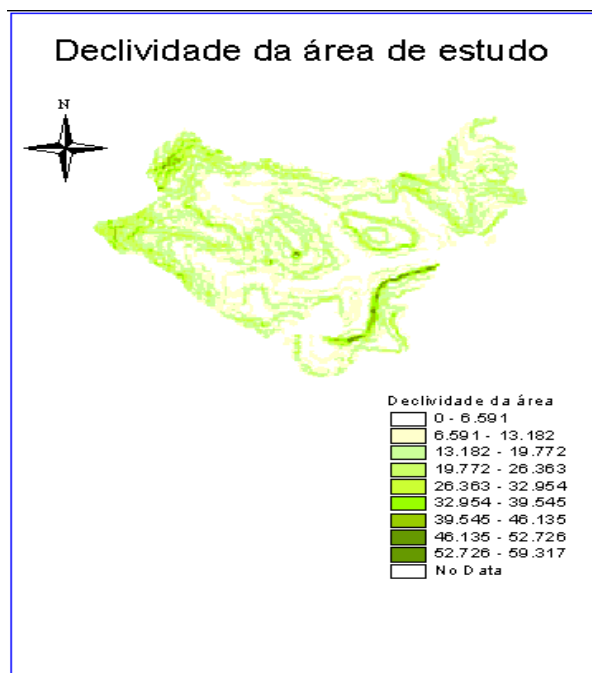 Declividade da área de estudo
N
Declividade da área
0 - 6.591
6.591 - 13.182
13.182 - 19.772
19.772 - 26.363
26.363 - 32.954
32.954 - 39.545
39.545 - 46.135
46.135 - 52.726
52.726 - 59.317
No Data